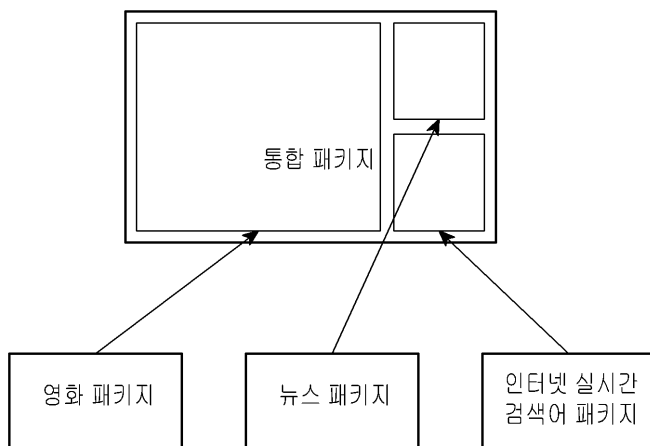 통합 패키지
영화 패키지
뉴스 패키지
인터넷 실시간
검색어 패키지